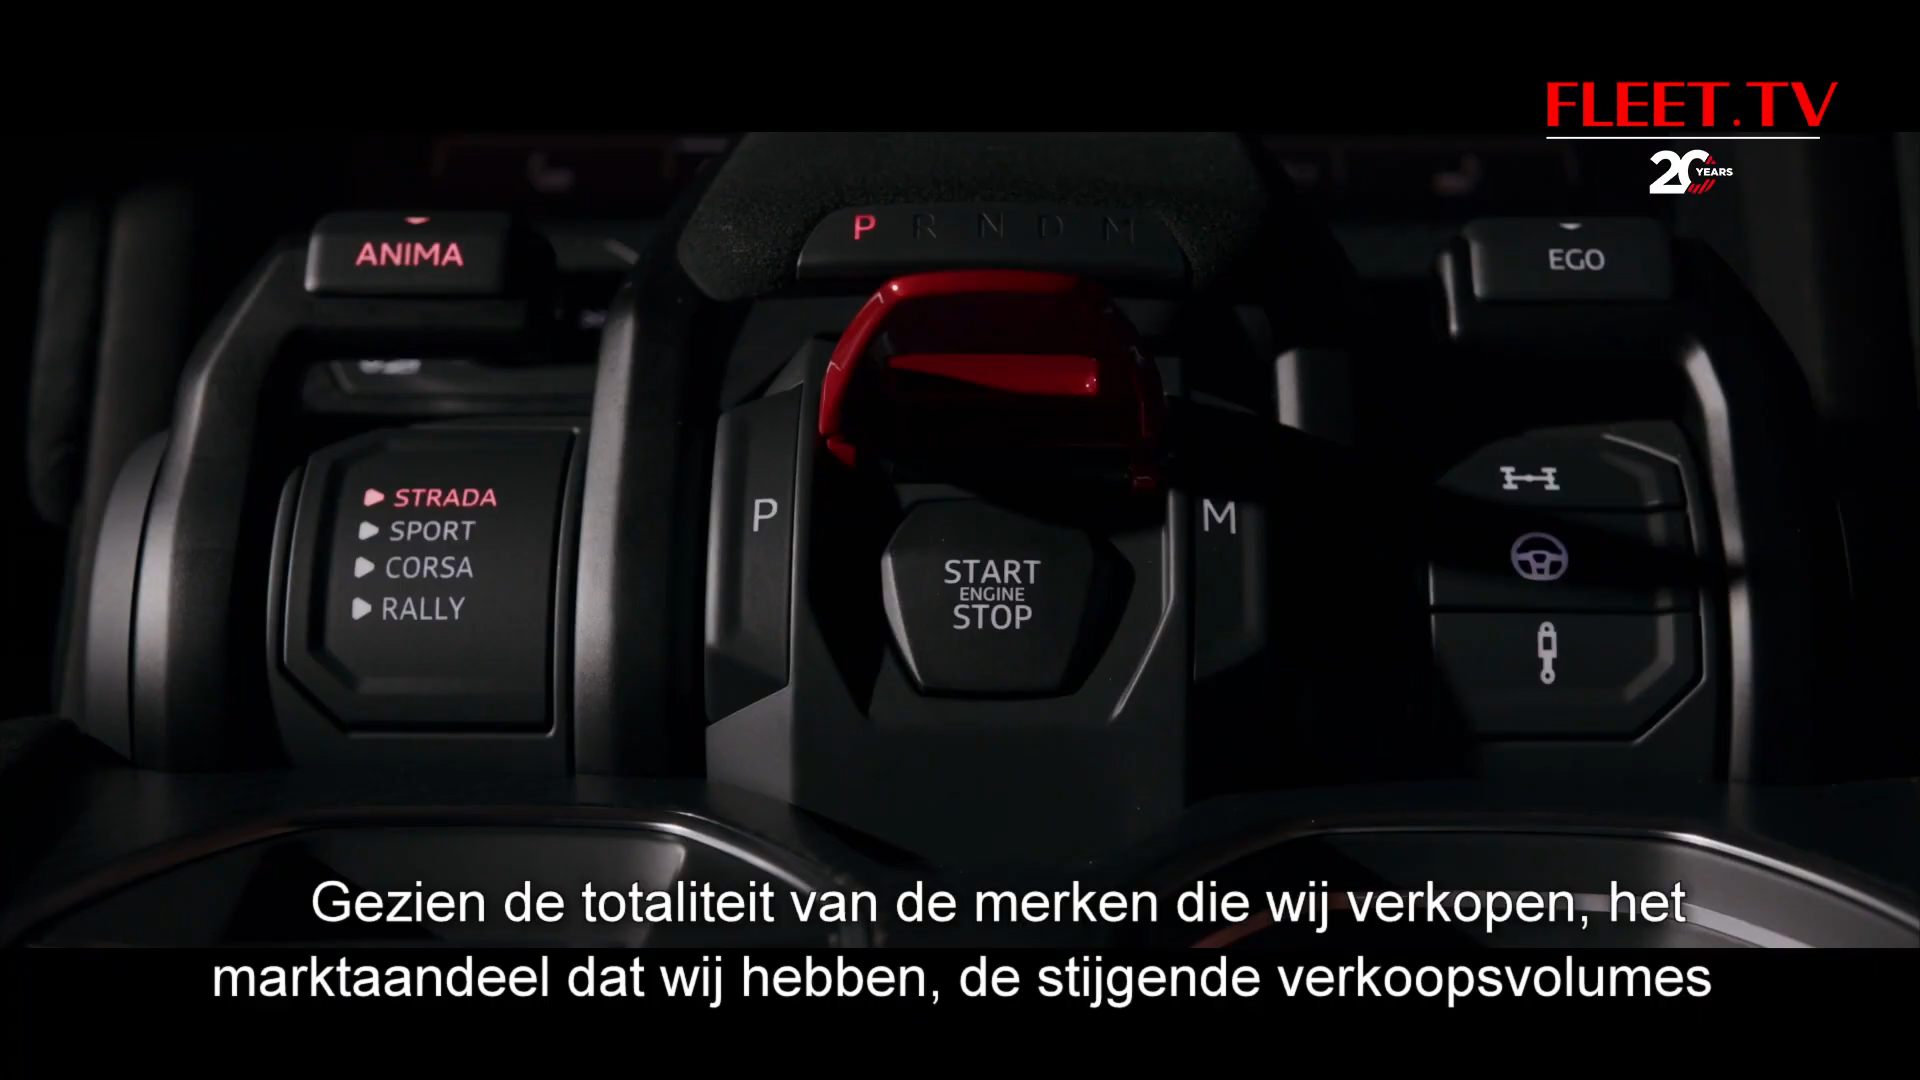 FLEET.TV
20 YEARS
P R N D M
ANIMA
EGO
STRADA
SPORT
CORSA
RALLY
P
M
START
ENGINE
STOP
Gezien de totaliteit van de merken die wij verkopen, het
marktaandeel dat wij hebben, de stijgende verkoopsvolumes